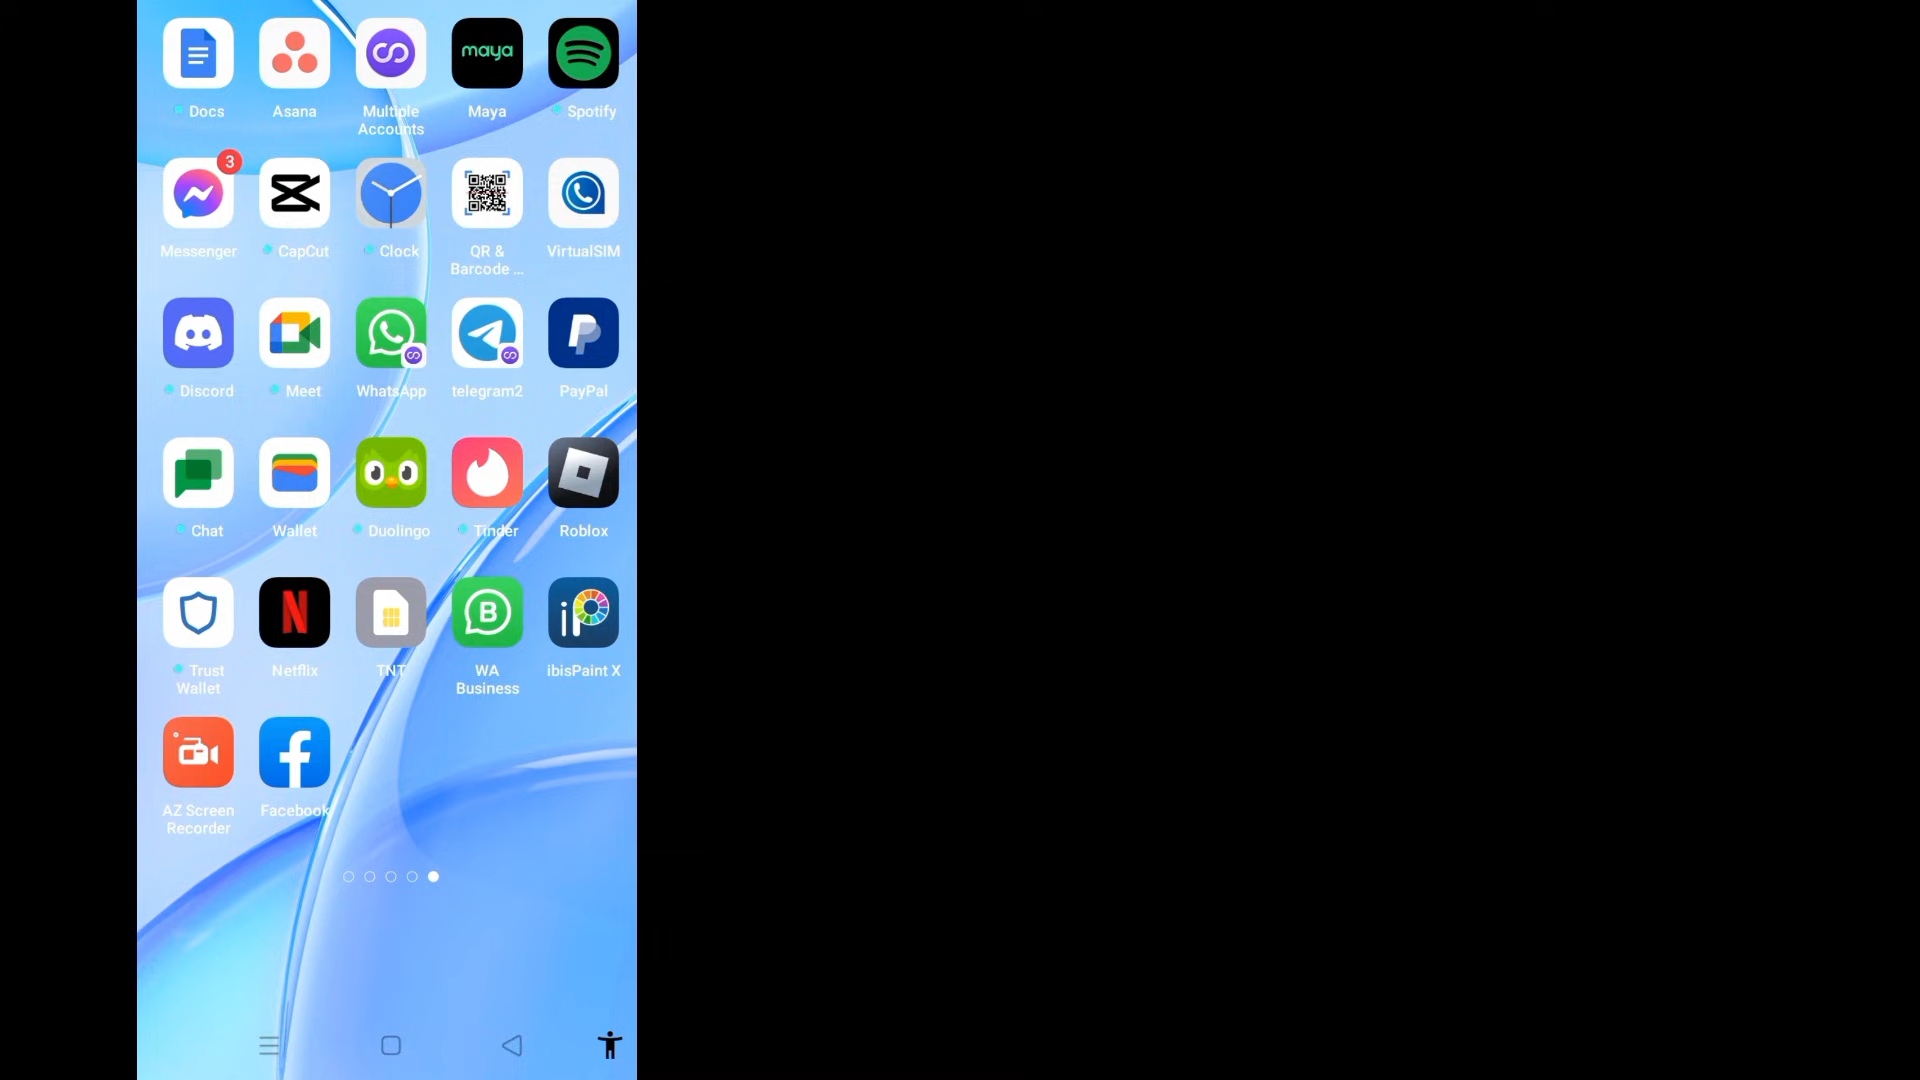 maya
Docs
Asana
Multiple
Accounts
Maya
Spotify
3
Messenger
CapCut
Clock
QR &
Barcode ...
VirtualSIM
Discord
Meet
WhatsApp
telegram2
PayPal
Chat
Wallet
Duolingo
Tinder
Roblox
N
B
iP
Trust
Wallet
Netflix
TNT
WA
Business
ibisPaint X
AZ Screen
Recorder
Facebook